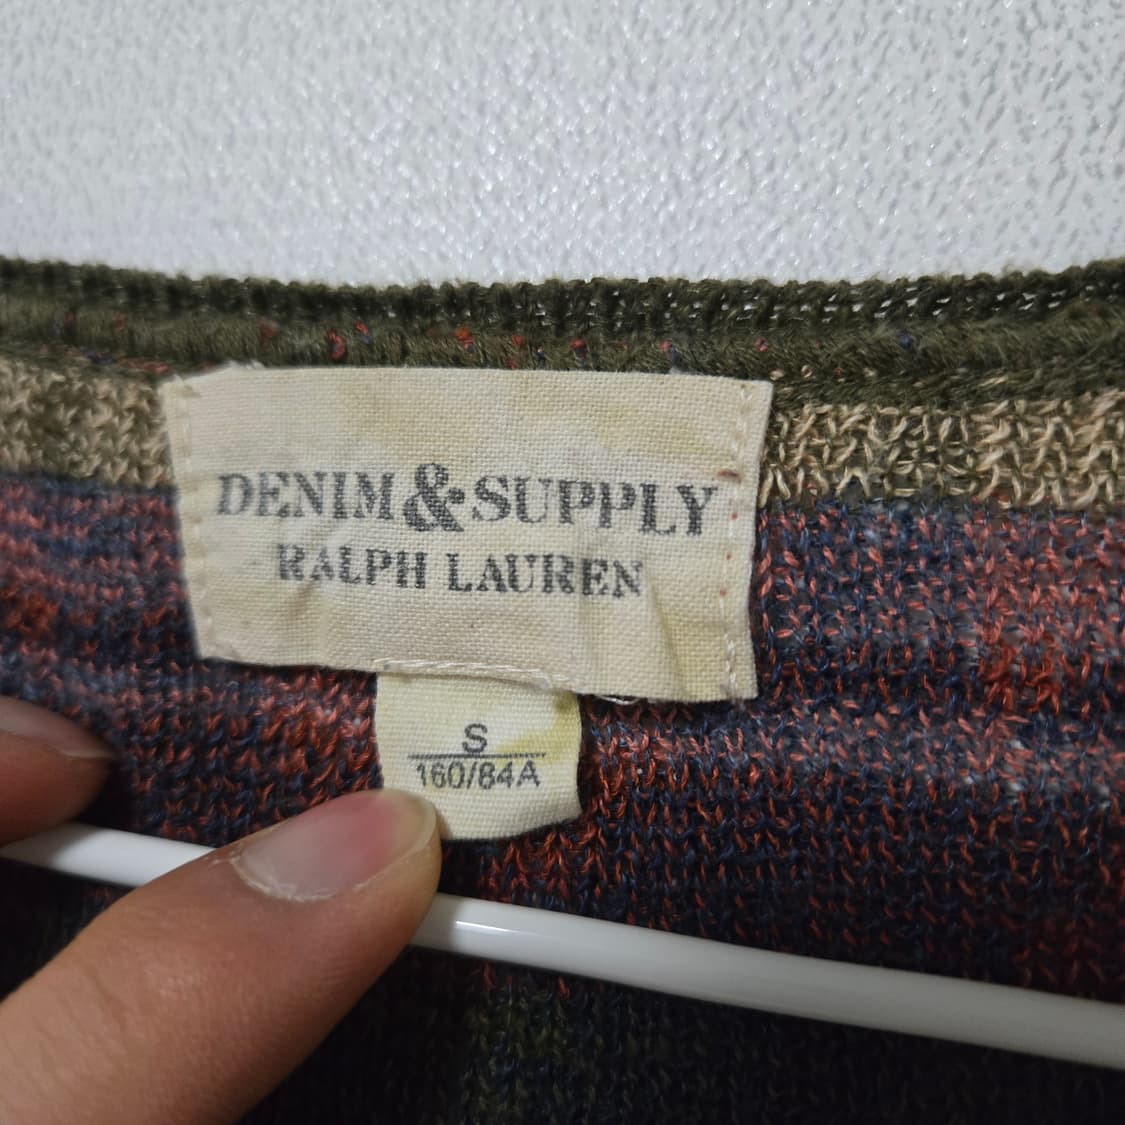 DENIM & SUPPLY
RALPH LAUREN
S
160/84A